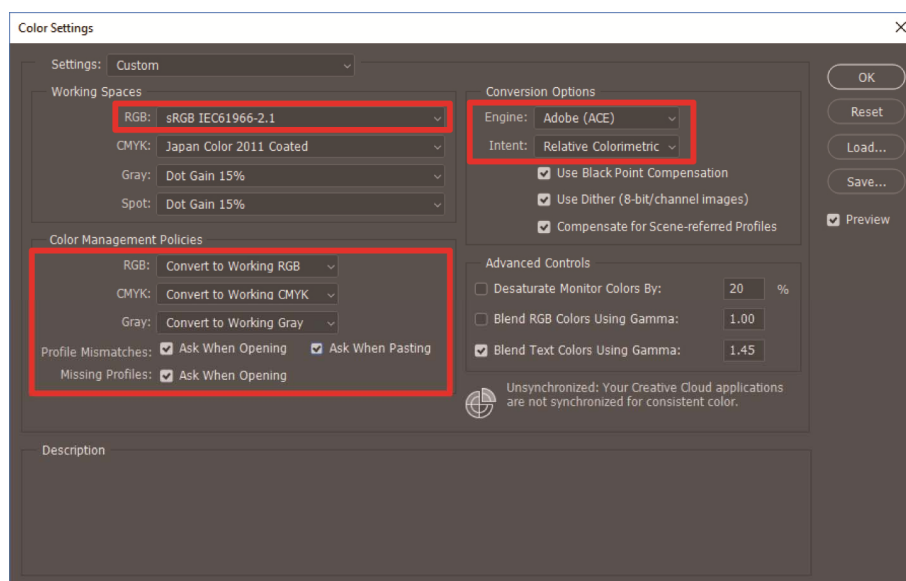 Color Settings
Settings: Custom
Working Spaces
RGB: sRGB IEC61966-2.1
CMYK: Japan Color 2011 Coated
Gray: Dot Gain 15%
Spot: Dot Gain 15%
Color Management Policies
RGB: Convert to Working RGB
CMYK: Convert to Working CMYK
Gray: Convert to Working Gray
Profile Mismatches: Ask When Opening Ask When Pasting
Missing Profiles: Ask When Opening
Conversion Options
Engine: Adobe (ACE)
Intent: Relative Colorimetric
Use Black Point Compensation
Use Dither (8-bit/channel images)
Compensate for Scene-referred Profiles
Advanced Controls
Desaturate Monitor Colors By: 20 %
Blend RGB Colors Using Gamma: 1.00
Blend Text Colors Using Gamma: 1.45
Unsynchronized: Your Creative Cloud applications
are not synchronized for consistent color.
OK
Reset
Load...
Save...
Preview
Description